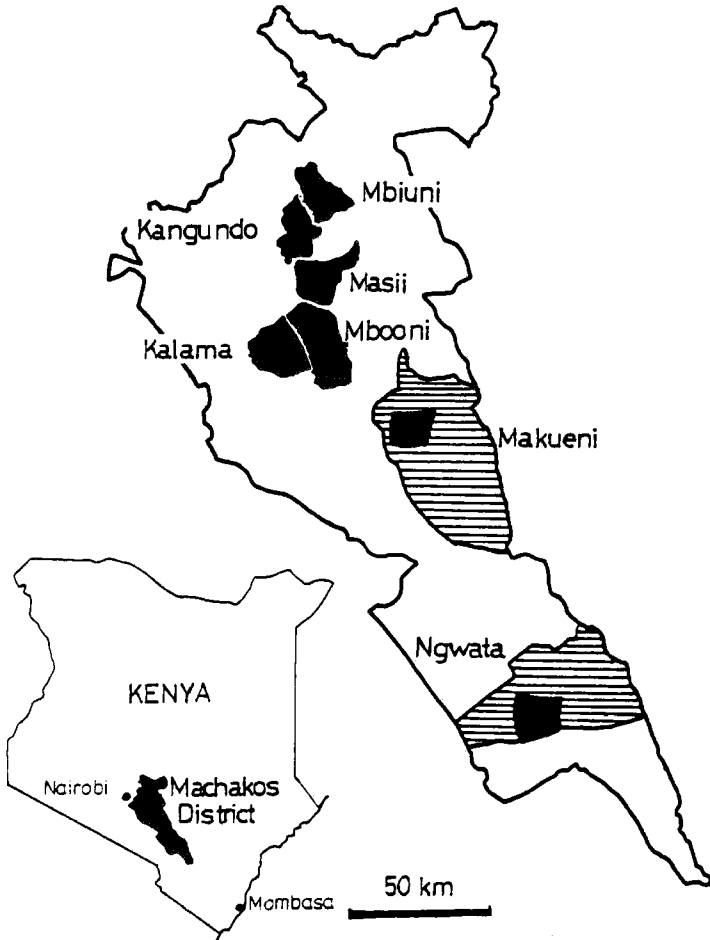 Mbiuni
Kangundo
Masii
Mbooni
Kalama
Makueni
Ngwata
KENYA
Nairobi
Machakos
District
50 km
Mombasa